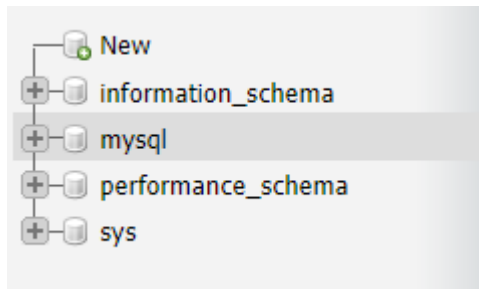 New
information_schema
mysql
performance_schema
sys